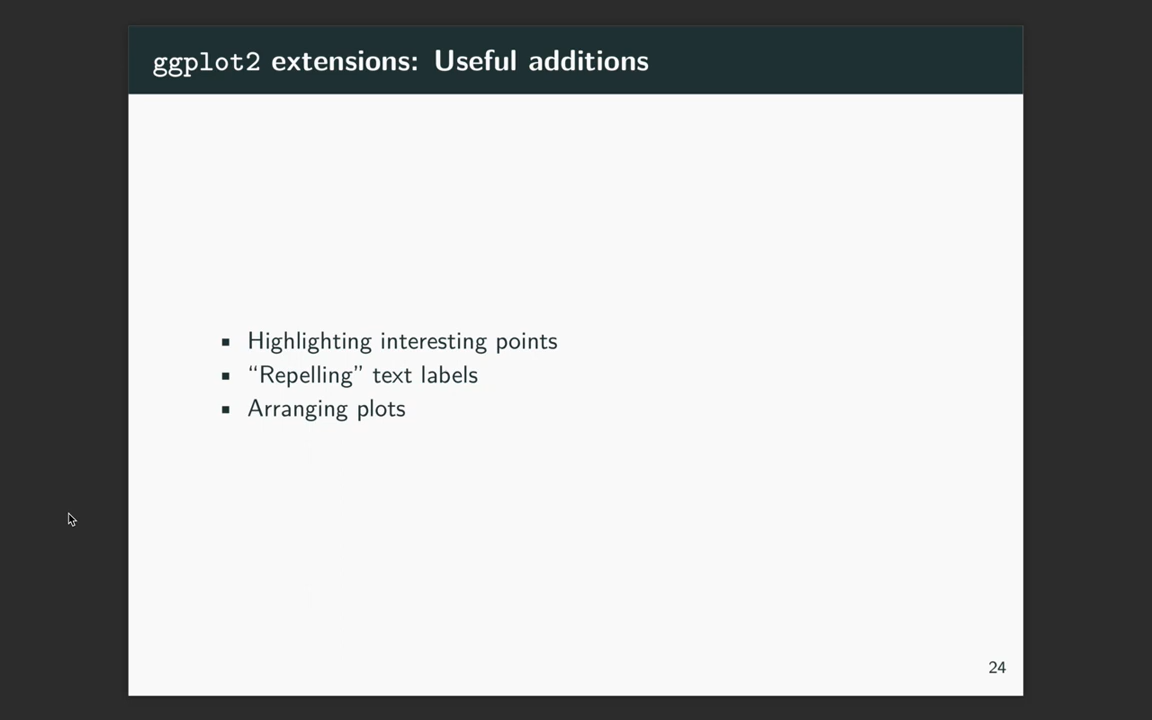 ggplot2 extensions: Useful additions
▪ Highlighting interesting points
▪ “Repelling” text labels
▪ Arranging plots
24